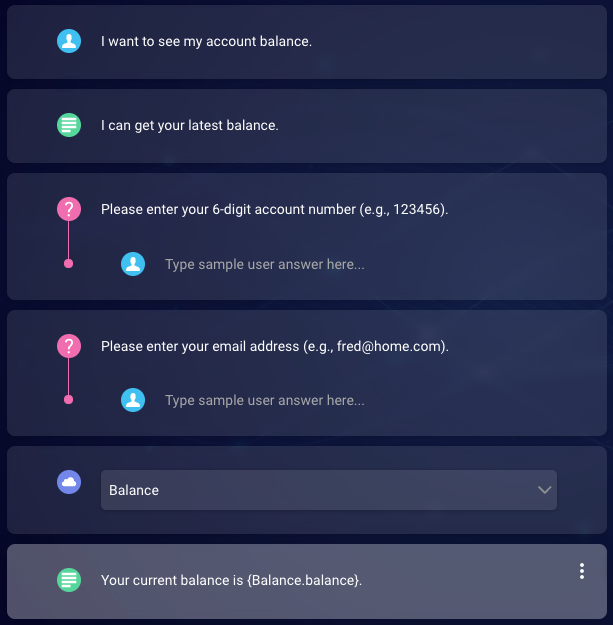 I want to see my account balance.
I can get your latest balance.
?
Please enter your 6-digit account number (e.g., 123456).
Type sample user answer here...
?
Please enter your email address (e.g., fred@home.com).
Type sample user answer here...
Balance
Your current balance is {Balance.balance}.